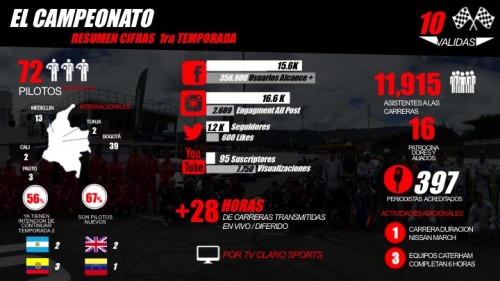 EL CAMPEONATO
RESUMEN CIFRAS 1ra TEMPORADA
10
VALIDAS
72
PILOTOS
INTERNACIONALES
MEDELLIN
13
TUNJA
2
BOGOTÁ
39
CALI
2
PASTO
3
56%
YA TIENEN
INTENCION DE
CONTINUAR
TEMPORADA 2
67%
SON PILOTOS
NUEVOS
2
2
3
1
15.6K
356.900 Usuarios Alcance +
16.6 K
2.609 Engagment All Post
1.2 K Seguidores
600 Likes
You
Tube
95 Suscriptores
7.750 Visualizaciones
+28 HORAS
DE CARRERAS TRANSMITIDAS
EN VIVO / DIFERIDO
POR TV CLARO SPORTS
11,915
ASISTENTES A LAS
CARRERAS
16
PATROCINA
DORES Y
ALIADOS
397
PERIODISTAS ACREDITADOS
ACTIVIDADES ADICIONALES
1
CARRERA DURACION
NISSAN MARCH
3
EQUIPOS CATERHAM
COMPLETAN 6 HORAS